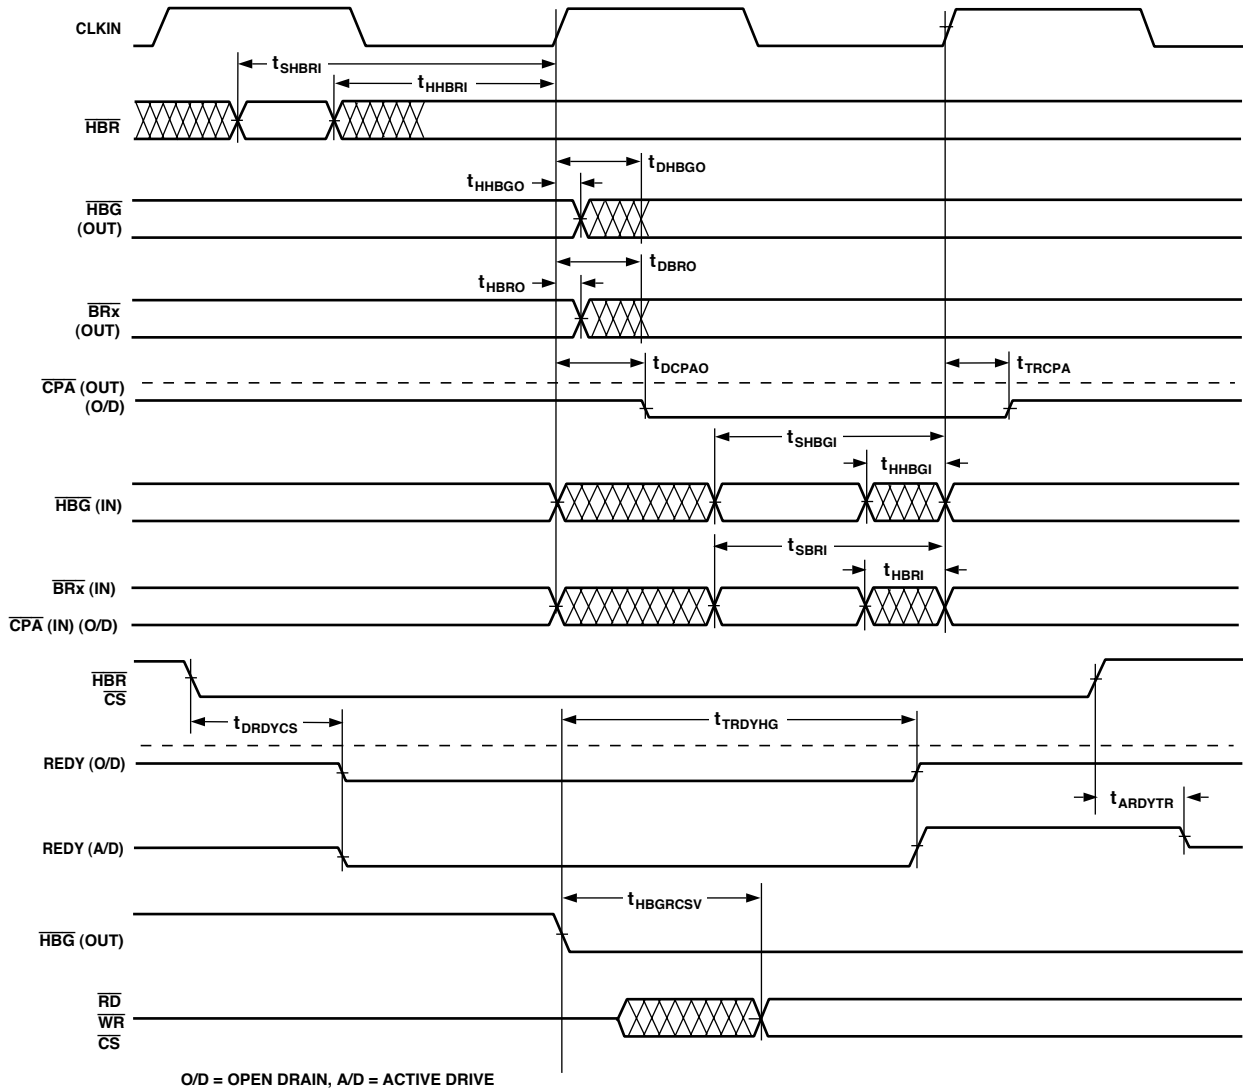 CLKIN
tSHBRI
tHHBRI
HBR
tDHBGO
tHHBGO
HBG
(OUT)
tDBRO
tHBRO
BRx
(OUT)
tDCPAO
tTRCPA
CPA (OUT)
(O/D)
tSHBGI
tHHBGI
HBG (IN)
tSBRI
tHBRI
BRx (IN)
CPA (IN) (O/D)
HBR
CS
tDRDYCS
tTRDYHG
REDY (O/D)
tARDYTR
REDY (A/D)
tHBGRCSV
HBG (OUT)
RD
WR
CS
O/D = OPEN DRAIN, A/D = ACTIVE DRIVE